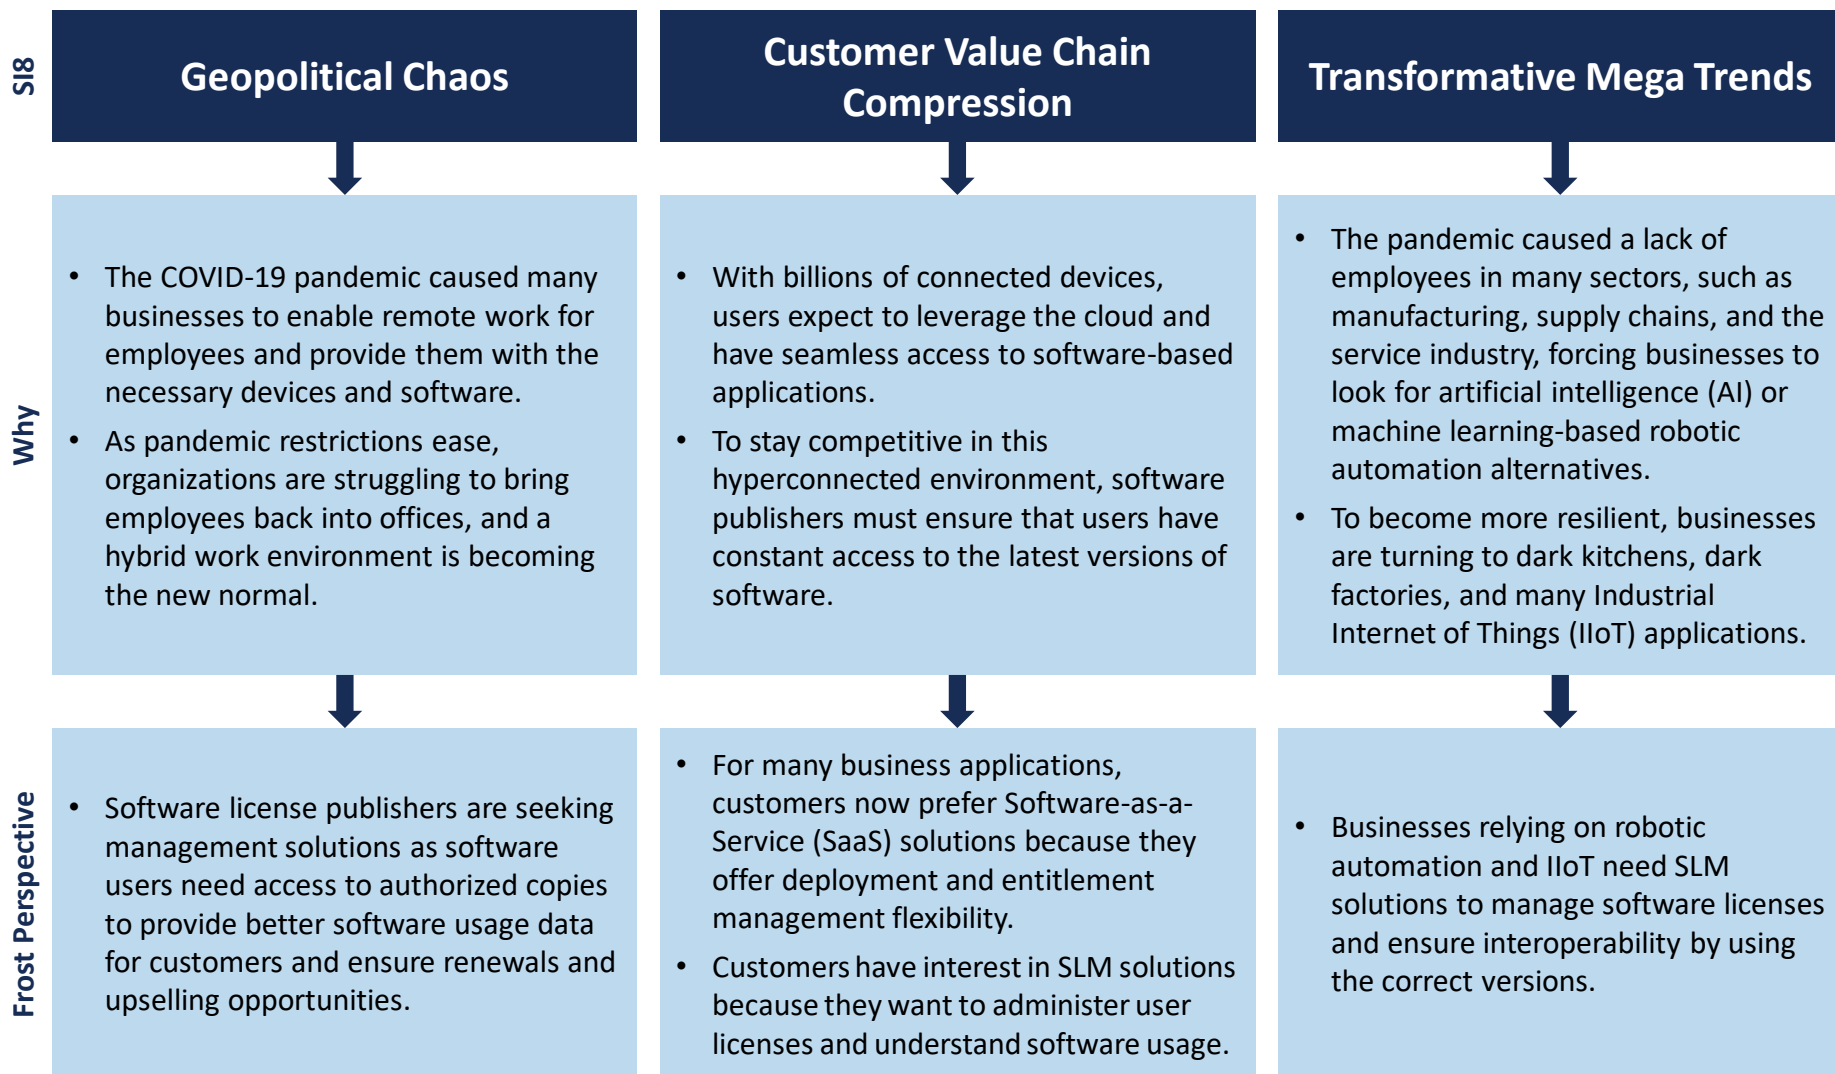 SI8
Geopolitical Chaos
Customer Value Chain
Compression
Transformative Mega Trends
Why
• The COVID-19 pandemic caused many
businesses to enable remote work for
employees and provide them with the
necessary devices and software.
• As pandemic restrictions ease,
organizations are struggling to bring
employees back into offices, and a
hybrid work environment is becoming
the new normal.
• With billions of connected devices,
users expect to leverage the cloud and
have seamless access to software-based
applications.
• To stay competitive in this
hyperconnected environment, software
publishers must ensure that users have
constant access to the latest versions of
software.
• The pandemic caused a lack of
employees in many sectors, such as
manufacturing, supply chains, and the
service industry, forcing businesses to
look for artificial intelligence (AI) or
machine learning-based robotic
automation alternatives.
• To become more resilient, businesses
are turning to dark kitchens, dark
factories, and many Industrial
Internet of Things (IIoT) applications.
Frost Perspective
• Software license publishers are seeking
management solutions as software
users need access to authorized copies
to provide better software usage data
for customers and ensure renewals and
upselling opportunities.
• For many business applications,
customers now prefer Software-as-a-
Service (SaaS) solutions because they
offer deployment and entitlement
management flexibility.
• Customers have interest in SLM solutions
because they want to administer user
licenses and understand software usage.
• Businesses relying on robotic
automation and IIoT need SLM
solutions to manage software licenses
and ensure interoperability by using
the correct versions.